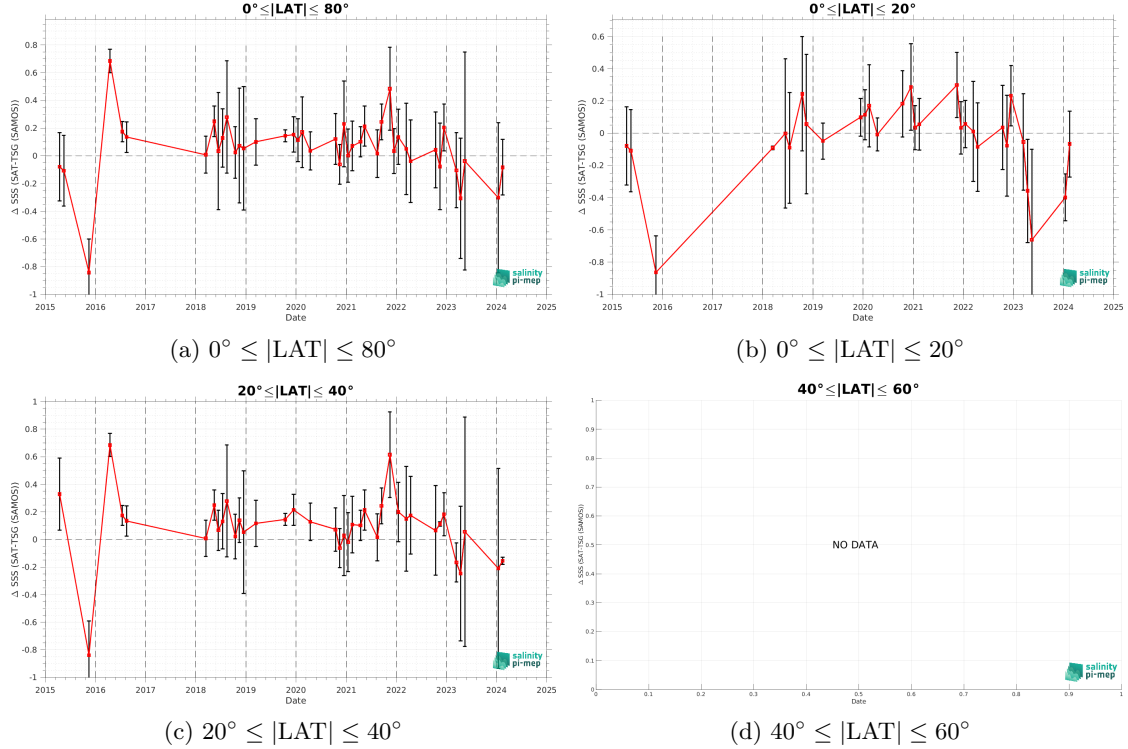 0°≤|LAT|≤ 80°
Δ SSS (SAT-TSG (SAMOS))
0.8
0.6
0.4
0.2
0
-0.2
-0.4
-0.6
-0.8
-1
2015 2016 2017 2018 2019 2020 2021 2022 2023 2024 2025
Date
salinity
pi-mep
(a) 0° ≤ |LAT| ≤ 80°
0°≤|LAT|≤ 20°
Δ SSS (SAT-TSG (SAMOS))
0.6
0.4
0.2
0
-0.2
-0.4
-0.6
-0.8
-1
2015 2016 2017 2018 2019 2020 2021 2022 2023 2024 2025
Date
salinity
pi-mep
(b) 0° ≤ |LAT| ≤ 20°
20°≤|LAT|≤ 40°
Δ SSS (SAT-TSG (SAMOS))
1
0.8
0.6
0.4
0.2
0
-0.2
-0.4
-0.6
-0.8
-1
2015 2016 2017 2018 2019 2020 2021 2022 2023 2024 2025
Date
salinity
pi-mep
(c) 20° ≤ |LAT| ≤ 40°
40°≤|LAT|≤ 60°
Δ SSS (SAT-TSG (SAMOS))
1
0.9
0.8
0.7
0.6
0.5
0.4
0.3
0.2
0.1
0
NO DATA
0 0.1 0.2 0.3 0.4 0.5 0.6 0.7 0.8 0.9 1
Date
salinity
pi-mep
(d) 40° ≤ |LAT| ≤ 60°